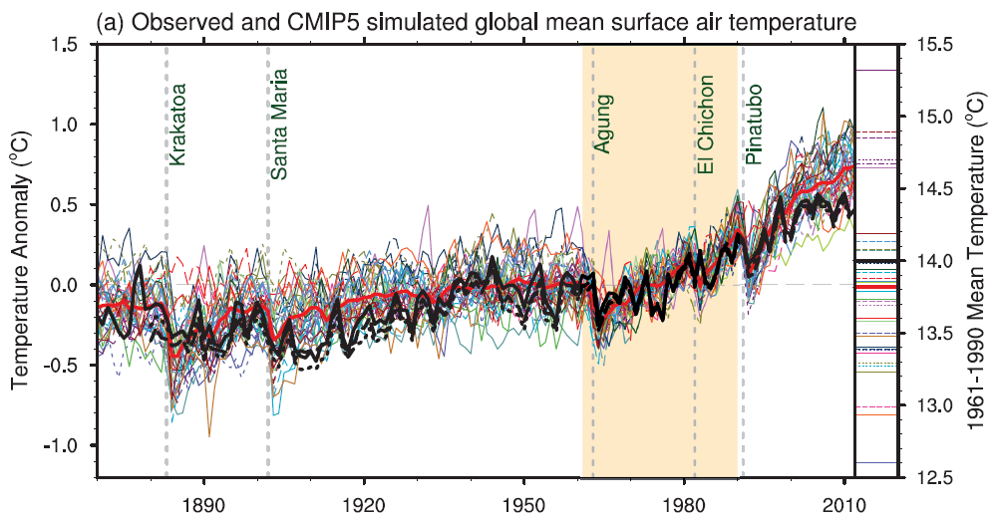 (a) Observed and CMIP5 simulated global mean surface air temperature
Temperature Anomaly (°C)
1.5
1.0
0.5
0.0
-0.5
-1.0
Krakatoa
Santa Maria
Agung
El Chichon
Pinatubo
1890
1920
1950
1980
2010
15.5
15.0
14.5
14.0
13.5
13.0
12.5
1961-1990 Mean Temperature (°C)